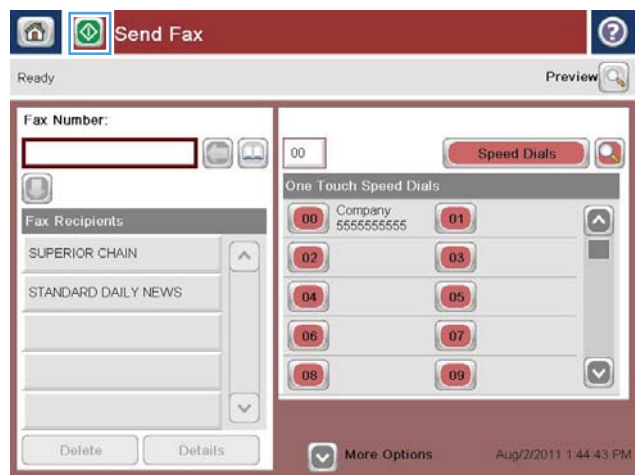 Send Fax
Ready
Preview
Fax Number:
00
Speed Dials
One Touch Speed Dials
Fax Recipients
00 Company 5555555555 01
SUPERIOR CHAIN
02 03
STANDARD DAILY NEWS
04 05
06 07
08 09
Delete Details
More Options
Aug/2/2011 1:44:43 PM